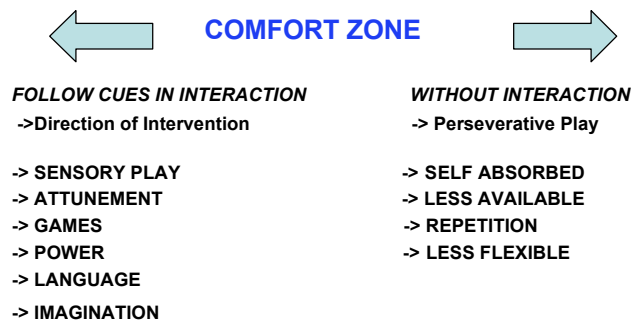 COMFORT ZONE
FOLLOW CUES IN INTERACTION
->Direction of Intervention
-> SENSORY PLAY
-> ATTUNEMENT
-> GAMES
-> POWER
-> LANGUAGE
-> IMAGINATION
WITHOUT INTERACTION
-> Perseverative Play
-> SELF ABSORBED
-> LESS AVAILABLE
-> REPETITION
-> LESS FLEXIBLE